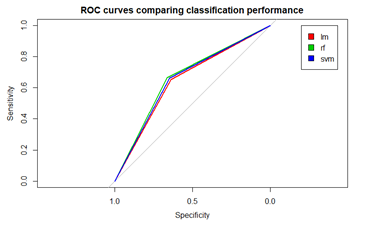 ROC curves comparing classification performance
lm
rf
svm
Sensitivity
1.0
0.8
0.6
0.4
0.2
0.0
1.0 0.5 0.0
Specificity